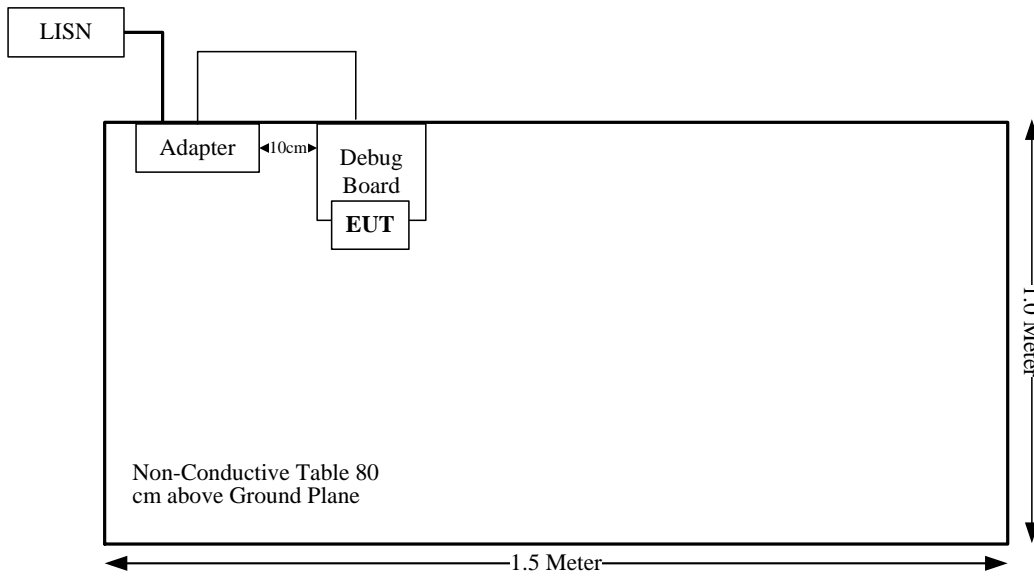 LISN
Adapter
10cm
Debug
Board
EUT
1.0 Meter
Non-Conductive Table 80
cm above Ground Plane
1.5 Meter